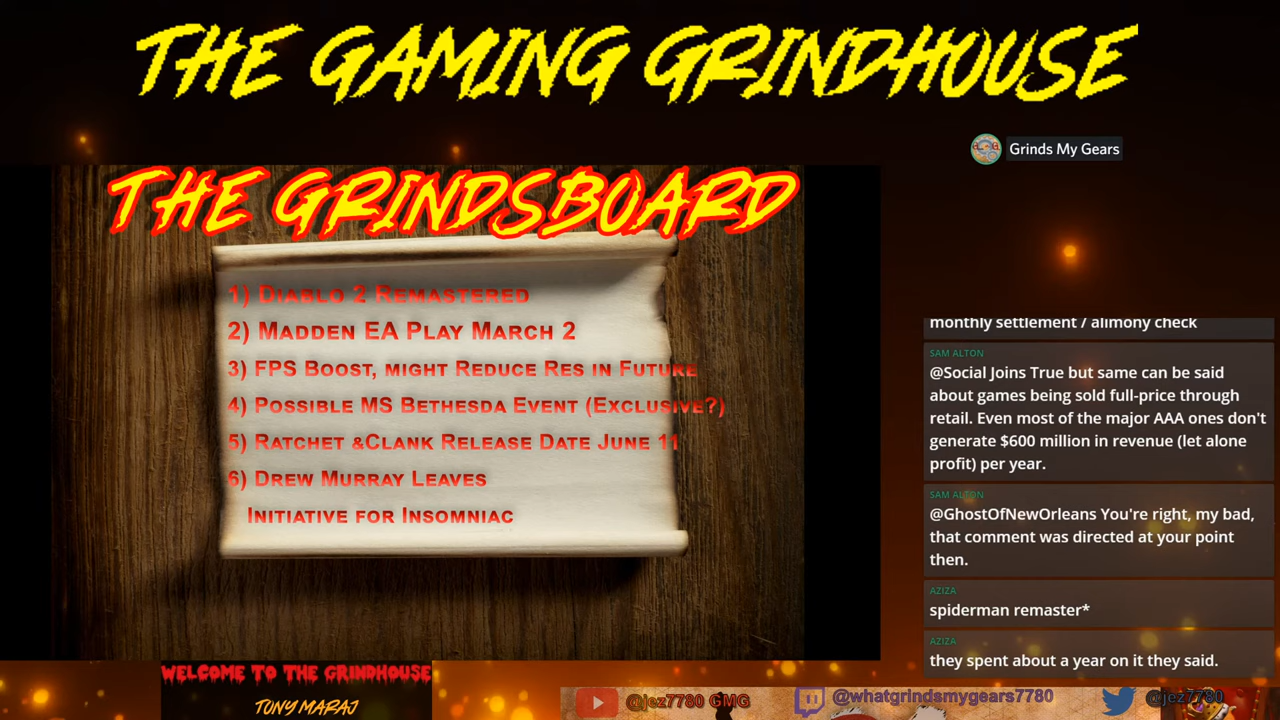 THE GAMING GRINDHOUSE
Grinds My Gears
THE GRINDSBOARD
1) Diablo 2 Remastered
2) Madden EA Play March 2
3) FPS Boost, might Reduce Res in Future
4) Possible MS Bethesda Event (Exclusive?)
5) Ratchet &Clank Release Date June 11
6) Drew Murray Leaves
Initiative for Insomniac
monthly settlement / alimony check
SAM ALTON
@Social Joins True but same can be said
about games being sold full-price through
retail. Even most of the major AAA ones don't
generate $600 million in revenue (let alone
profit) per year.
SAM ALTON
@GhostOfNewOrleans You're right, my bad,
that comment was directed at your point
then.
AZIZA
spiderman remaster*
AZIZA
they spent about a year on it they said.
WELCOME TO THE GRINDHOUSE
TONY MARAJ
@jez7780 GMG
@whatgrindsmygears7780
@jez7780